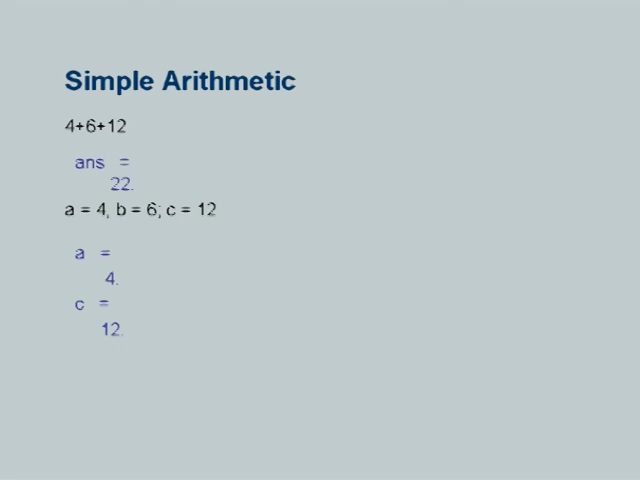 Simple Arithmetic
4+6+12
ans =
22.
a = 4, b = 6; c = 12
a =
4.
c =
12.